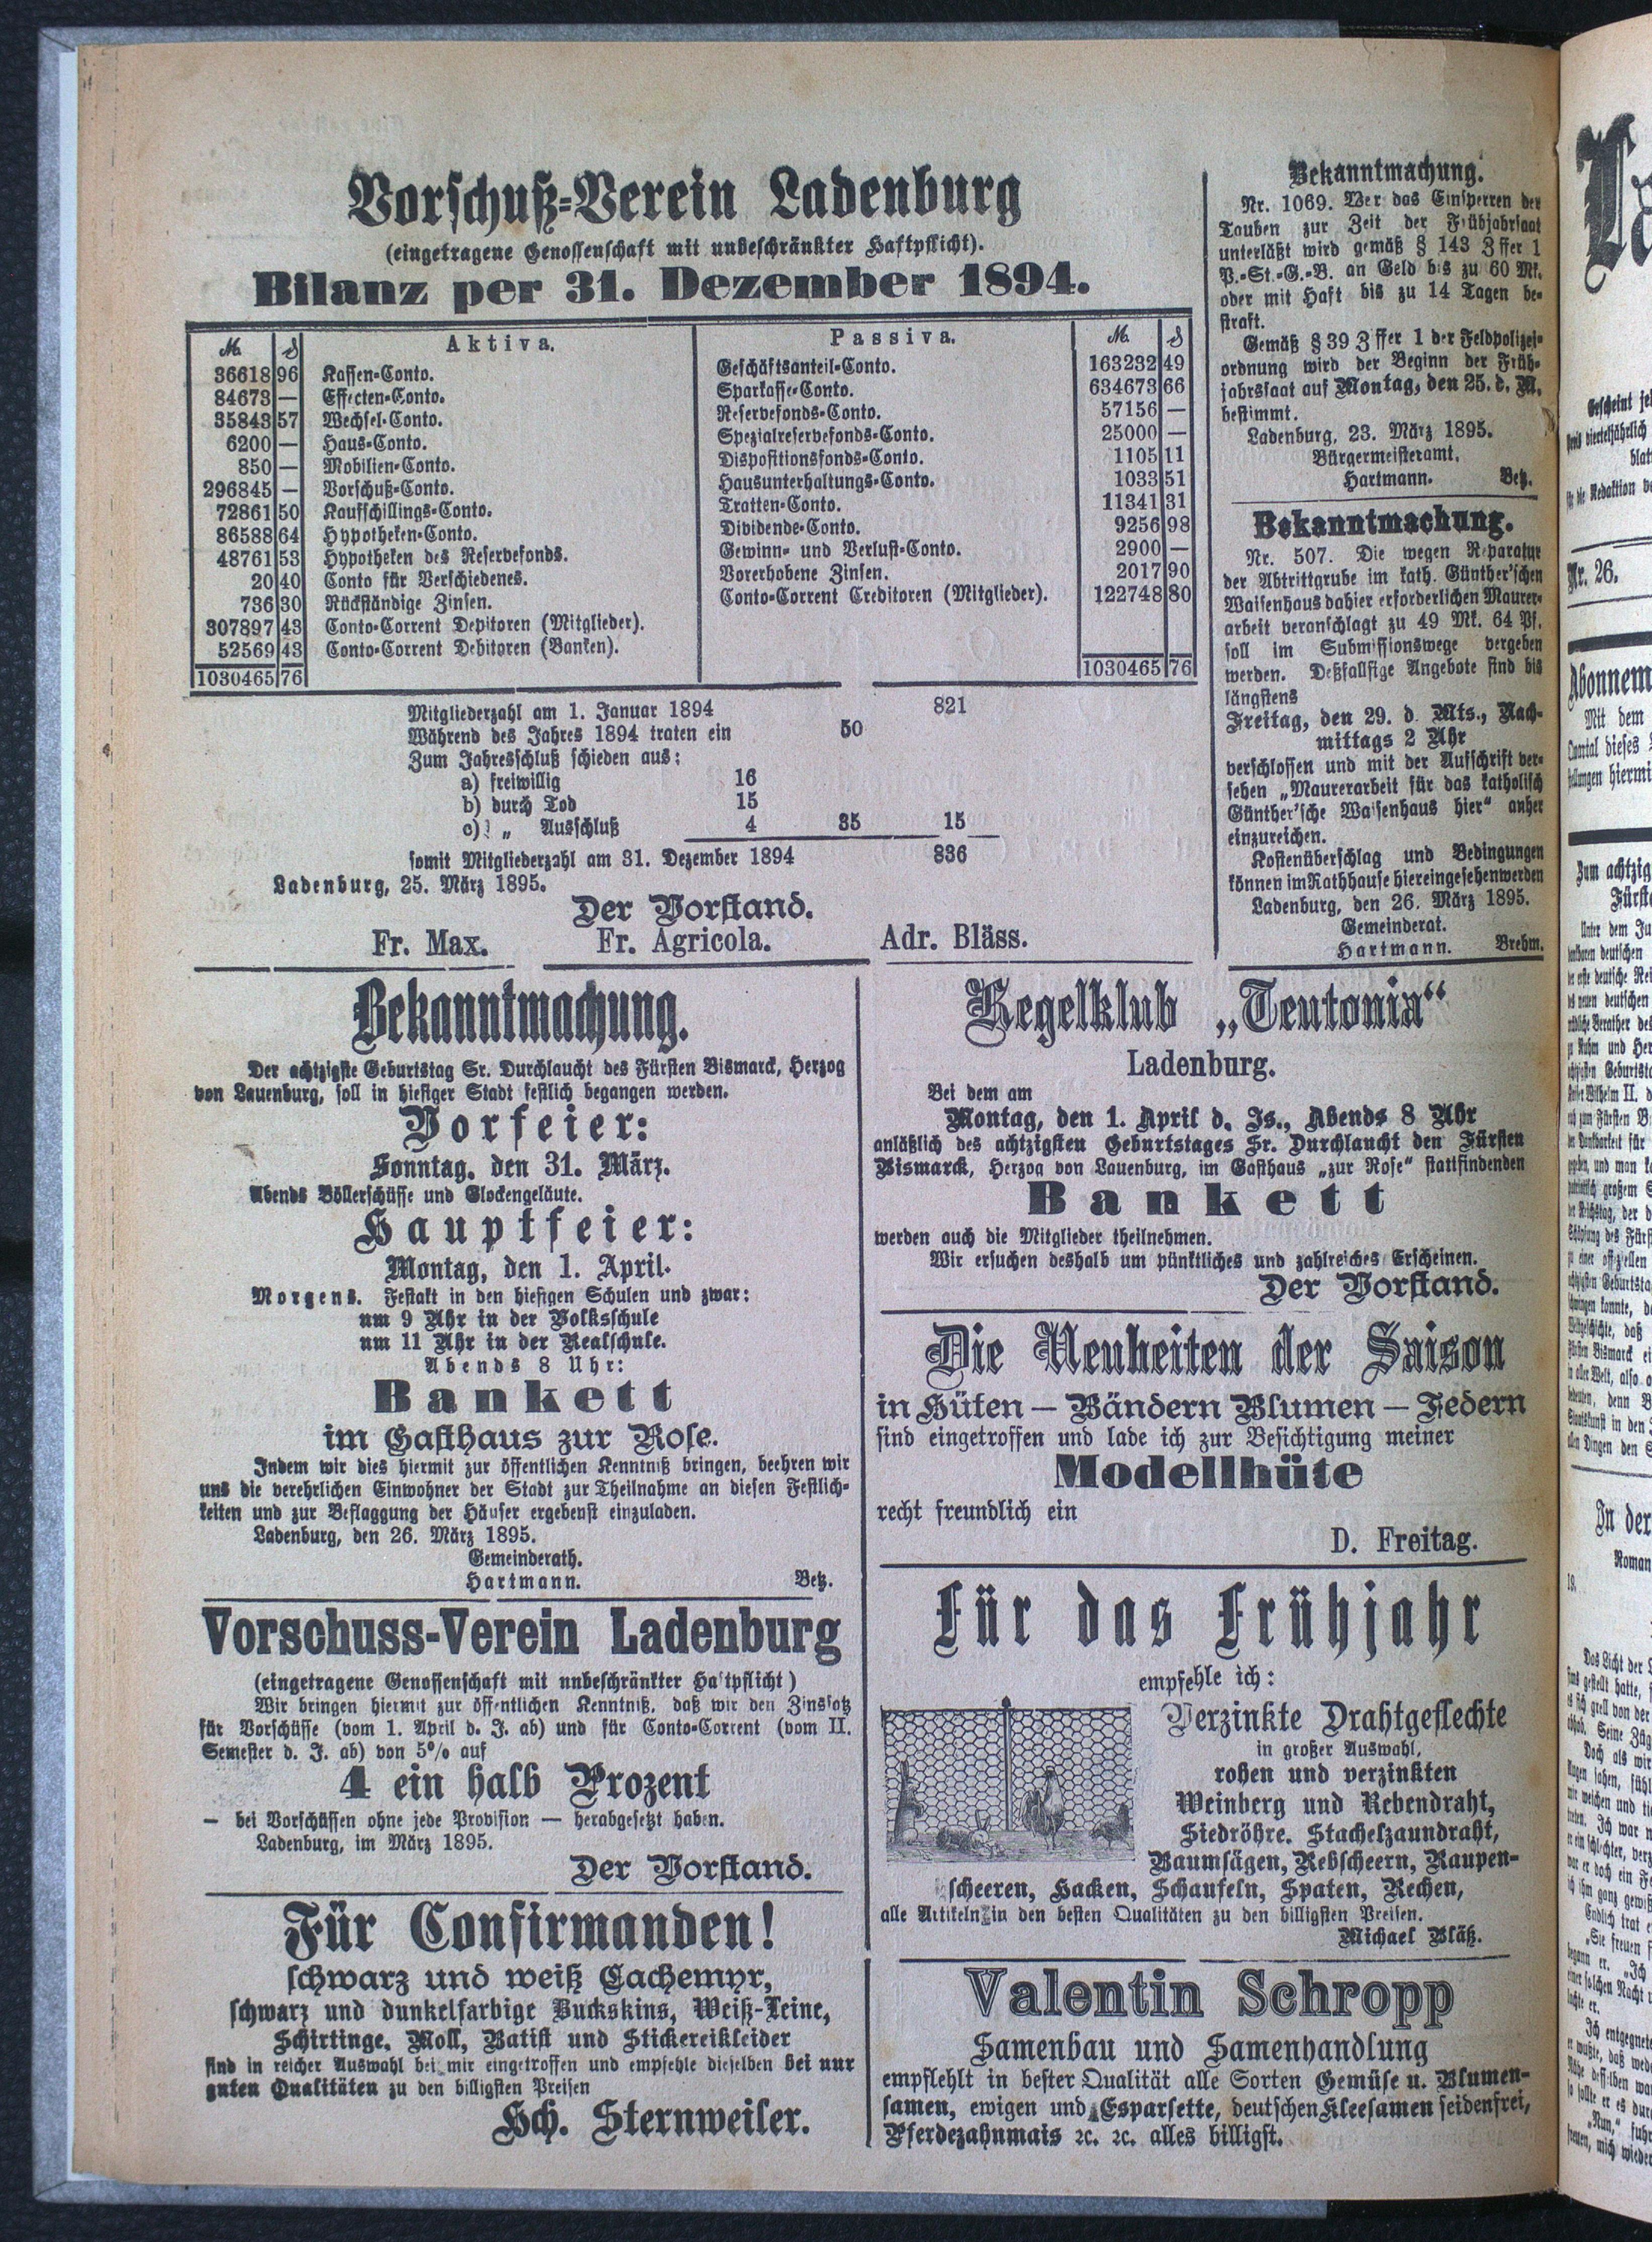 Vorschuß-Verein Ladenburg
(eingetragene Genossenschaft mit unbeschränkter Haftpflicht).
Bilanz per 31. Dezember 1894.
M. ₰ Aktiva.
36618 96 Kassen-Conto.
84673 — Effecten-Conto.
35843 57 Wechsel-Conto.
6200 — Haus-Conto.
850 — Mobilien-Conto.
296845 — Vorschuß-Conto.
72861 50 Kaufschillings-Conto.
86588 64 Hypotheken-Conto.
48761 53 Hypotheken des Reservefonds.
20 40 Conto für Verschiedenes.
736 30 Rückständige Zinsen.
307897 43 Conto-Corrent Depitoren (Mitglieder).
52569 43 Conto-Corrent Debitoren (Banken).
1030465 76
Passiva. M. ₰
Geschäftsanteil-Conto. 163232 49
Sparkasse-Conto. 634673 66
Reservefonds-Conto. 57156 —
Spezialreservefonds-Conto. 25000 —
Dispositionsfonds-Conto. 1105 11
Hausunterhaltungs-Conto. 1033 51
Tratten-Conto. 11341 31
Dividende-Conto. 9256 98
Gewinn- und Verlust-Conto. 2900 —
Vorerhobene Zinsen. 2017 90
Conto-Corrent Creditoren (Mitglieder). 122748 80
1030465 76
Mitgliederzahl am 1. Januar 1894 821
Während des Jahres 1894 traten ein 50
Zum Jahresschluß schieden aus:
a) freiwillig 16
b) durch Tod 15
c) „ Ausschluß 4 35 15
somit Mitgliederzahl am 31. Dezember 1894 836
Ladenburg, 25. März 1895.
Der Vorstand.
Fr. Max. Fr. Agricola. Adr. Bläss.
Bekanntmachung.
Nr. 1069. Wer das Einsperren der
Tauben zur Zeit der Frühjahrsaat
unterläßt wird gemäß § 143 Ziffer 1
P.-St.-G.-B. an Geld bis zu 60 Mk.
oder mit Haft bis zu 14 Tagen be-
straft.
Gemäß § 39 Ziffer 1 der Feldpolizei-
ordnung wird der Beginn der Früh-
jahrssaat auf Montag, den 25. d. M.
bestimmt.
Ladenburg, 23. März 1895.
Bürgermeisteramt.
Hartmann. Betz.
Bekanntmachung.
Nr. 507. Die wegen Reparatur
der Abtrittgrube im kath. Günther'schen
Waisenhaus dahier erforderlichen Maurer-
arbeit veranschlagt zu 49 Mk. 64 Pf.
soll im Submissionswege vergeben
werden. Deßfallsige Angebote sind bis
längstens
Freitag, den 29. d. Mts., Nach-
mittags 2 Uhr
verschlossen und mit der Aufschrift ver-
sehen „Maurerarbeit für das katholisch
Günther'sche Waisenhaus hier“ anher
einzureichen.
Kostenüberschlag und Bedingungen
können im Rathhause hier eingesehen werden
Ladenburg, den 26. März 1895.
Gemeinderat.
Hartmann. Brehm.
Bekanntmachung.
Der achtzigste Geburtstag Sr. Durchlaucht des Fürsten Bismarck, Herzog
von Lauenburg, soll in hiesiger Stadt festlich begangen werden.
Vorfeier:
Sonntag, den 31. März.
Abends Böllerschüsse und Glockengeläute.
Hauptfeier:
Montag, den 1. April.
Morgens. Festakt in den hiesigen Schulen und zwar:
um 9 Uhr in der Volksschule
um 11 Uhr in der Realschule.
Abends 8 Uhr:
Bankett
im Gasthaus zur Rose.
Indem wir dies hiermit zur öffentlichen Kenntniß bringen, beehren wir
uns die verehrlichen Einwohner der Stadt zur Theilnahme an diesen Festlich-
keiten und zur Beflaggung der Häuser ergebenst einzuladen.
Ladenburg, den 26. März 1895.
Gemeinderath.
Hartmann. Betz.
Vorschuss-Verein Ladenburg
(eingetragene Genossenschaft mit unbeschränkter Haftpflicht)
Wir bringen hiermit zur öffentlichen Kenntniß, daß wir den Zinssatz
für Vorschüsse (vom 1. April d. J. ab) und für Conto-Corrent (vom II.
Semester d. J. ab) von 5% auf
4 ein halb Prozent
— bei Vorschüssen ohne jede Provision — herabgesetzt haben.
Ladenburg, im März 1895.
Der Vorstand.
Für Confirmanden!
schwarz und weiß Cachemyr,
schwarz und dunkelfarbige Buckskins, Weiß-Leine,
Schirtinge, Moll, Batist und Stickereikleider
sind in reicher Auswahl bei mir eingetroffen und empfehle dieselben bei nur
guten Qualitäten zu den billigsten Preisen
Hch. Sternweiler.
Kegelklub „Teutonia“
Ladenburg.
Bei dem am
Montag, den 1. April d. Js., Abends 8 Uhr
anläßlich des achtzigsten Geburtstages Sr. Durchlaucht den Fürsten
Bismarck, Herzog von Lauenburg, im Gasthaus „zur Rose“ stattfindenden
Bankett
werden auch die Mitglieder theilnehmen.
Wir ersuchen deshalb um pünktliches und zahlreiches Erscheinen.
Der Vorstand.
Die Neuheiten der Saison
in Hüten — Bändern Blumen — Federn
sind eingetroffen und lade ich zur Besichtigung meiner
Modellhüte
recht freundlich ein
D. Freitag.
Für das Frühjahr
empfehle ich:
Verzinkte Drahtgeflechte
in großer Auswahl,
rohen und verzinkten
Weinberg und Rebendraht,
Siedröhre. Stachelzaundraht,
Baumsägen, Rebscheern, Raupen-
scheeren, Hacken, Schaufeln, Spaten, Rechen,
alle Artikeln in den besten Qualitäten zu den billigsten Preisen.
Michael Bläß.
Valentin Schropp
Samenbau und Samenhandlung
empfiehlt in bester Qualität alle Sorten Gemüse u. Blumen-
samen, ewigen und Esparsette, deutschen Kleesamen seidenfrei,
Pferdezahnmais ꝛc. ꝛc. alles billigst.
Nr. 26.